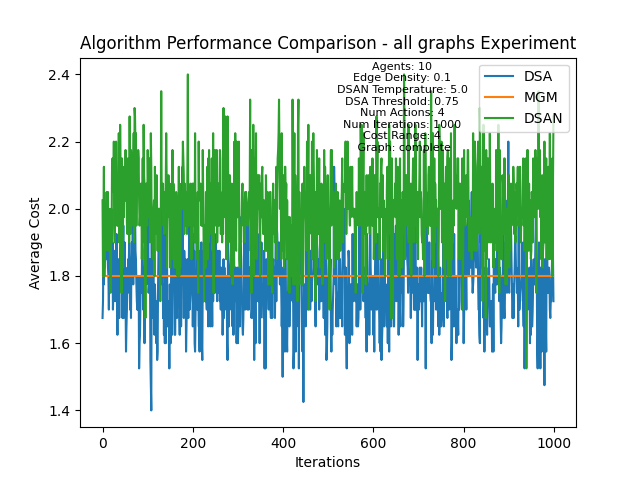 Algorithm Performance Comparison - all graphs Experiment
Agents: 10
Edge Density: 0.1
DSAN Temperature: 5.0
DSA Threshold: 0.75
Num Actions: 4
Num Iterations: 1000
Cost Range: 4
Graph: complete
DSA
MGM
DSAN
Average Cost
2.4
2.2
2.0
1.8
1.6
1.4
0
200
400
600
800
1000
Iterations